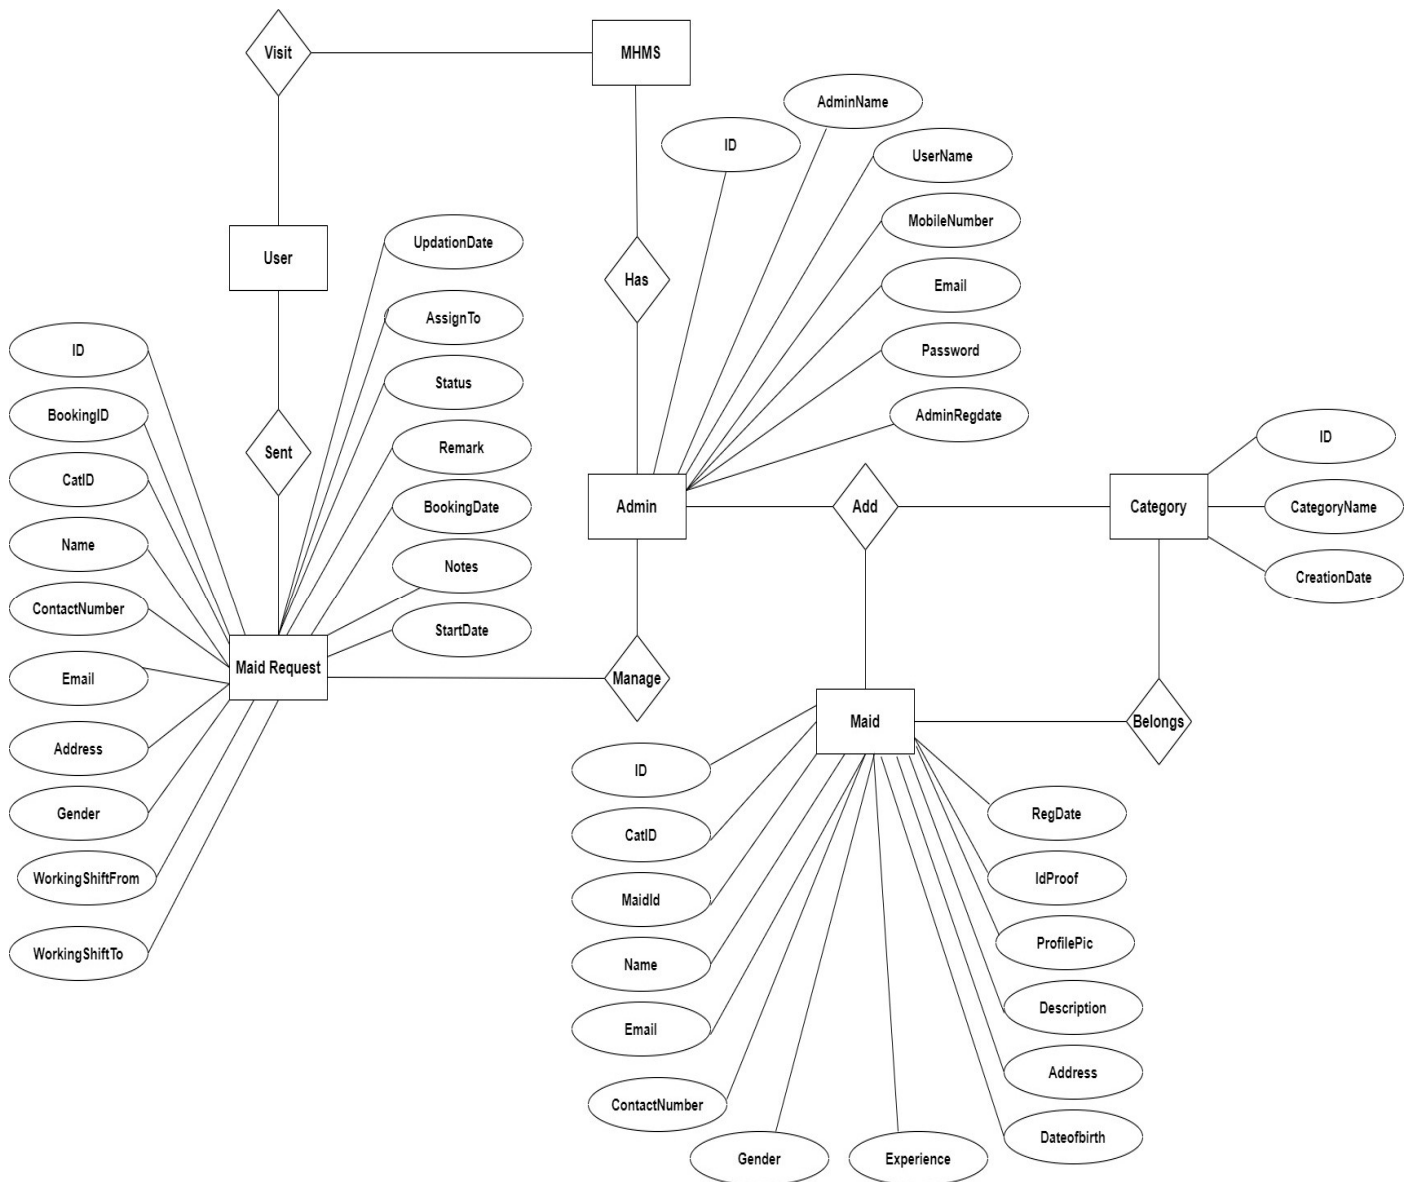 Visit
MHMS
AdminName
ID
UserName
MobileNumber
UpdationDate
User
Has
Email
AssignTo
ID
Password
Status
BookingID
AdminRegdate
ID
Remark
Sent
CatID
BookingDate
Admin
Add
Category
CategoryName
Name
Notes
CreationDate
ContactNumber
StartDate
Maid Request
Email
Manage
Maid
Belongs
Address
ID
Gender
RegDate
CatID
WorkingShiftFrom
IdProof
MaidId
ProfilePic
WorkingShiftTo
Name
Description
Email
Address
ContactNumber
Dateofbirth
Gender
Experience